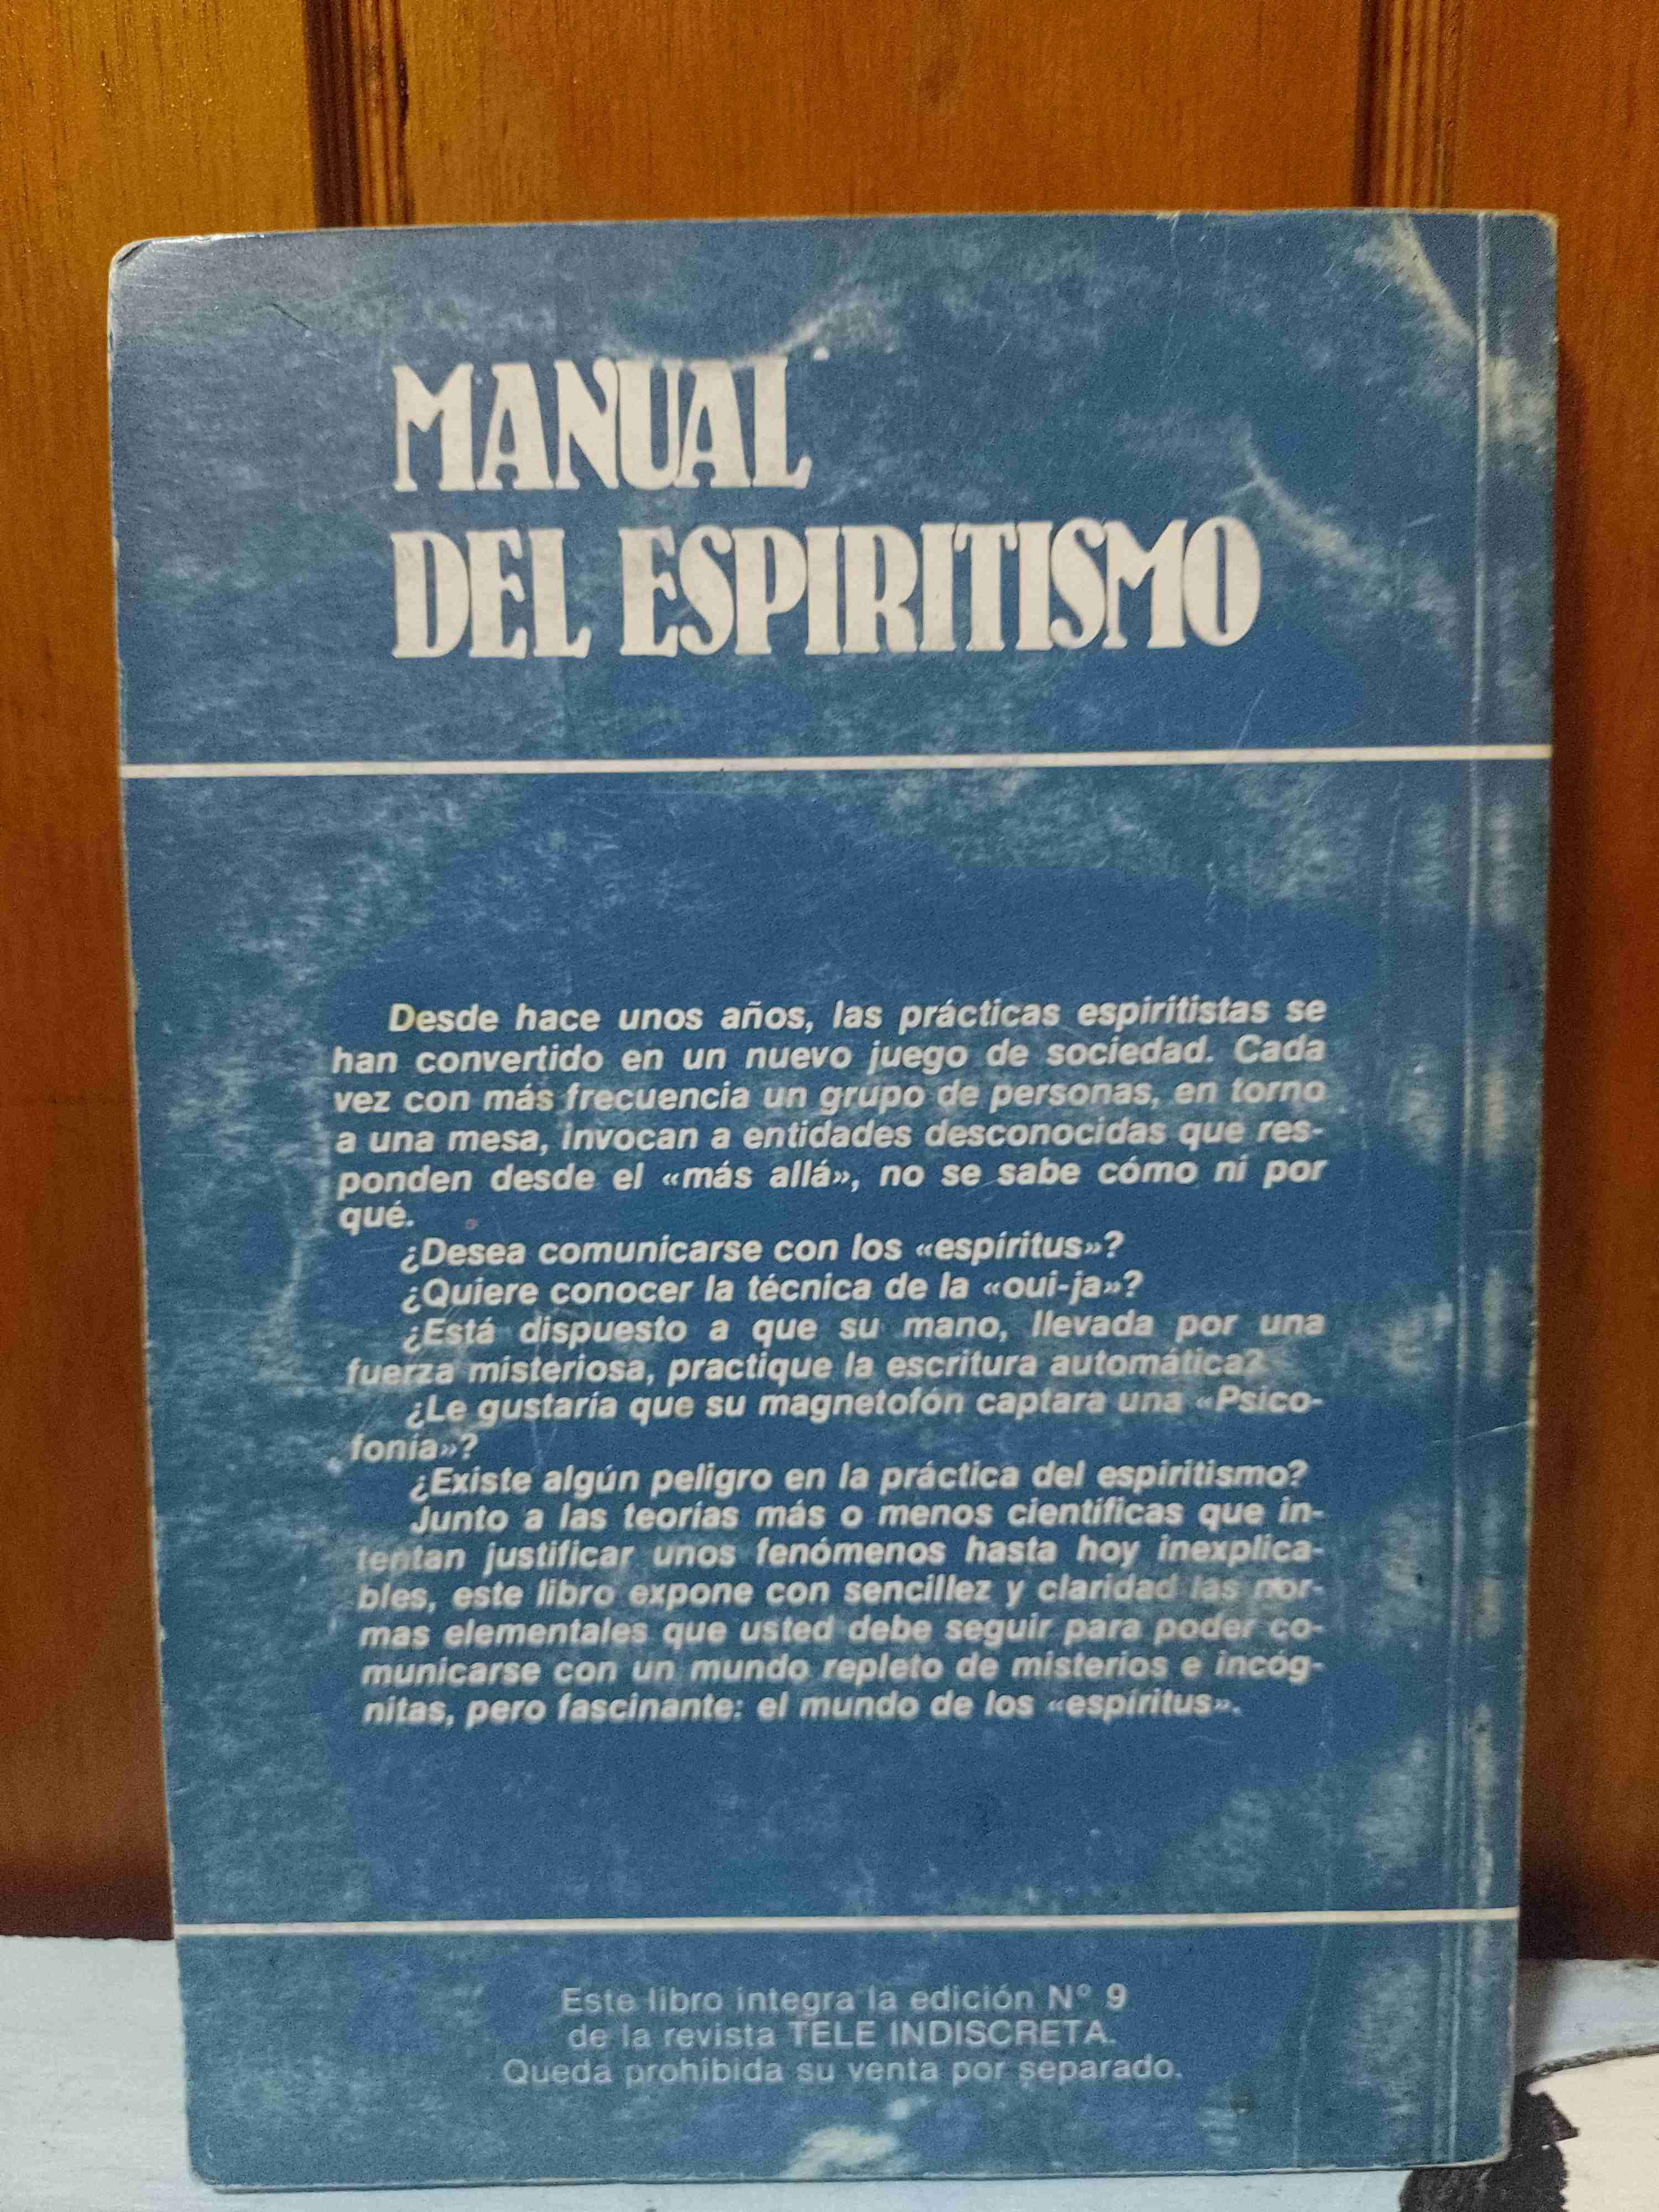 MANUAL
DEL ESPIRITISMO
Desde hace unos años, las prácticas espiritistas se
han convertido en un nuevo juego de sociedad. Cada
vez con más frecuencia un grupo de personas, en torno
a una mesa, invocan a entidades desconocidas que res-
ponden desde el «más allá», no se sabe cómo ni por
qué.
¿Desea comunicarse con los «espíritus»?
¿Quiere conocer la técnica de la «oui-ja»?
¿Está dispuesto a que su mano, llevada por una
fuerza misteriosa, practique la escritura automática?
¿Le gustaría que su magnetofón captara una «Psico-
fonía»?
¿Existe algún peligro en la práctica del espiritismo?
Junto a las teorías más o menos científicas que in-
tentan justificar unos fenómenos hasta hoy inexplica-
bles, este libro expone con sencillez y claridad las nor-
mas elementales que usted debe seguir para poder co-
municarse con un mundo repleto de misterios e incóg-
nitas, pero fascinante: el mundo de los «espíritus».
Este libro integra la edición Nº 9
de la revista TELE INDISCRETA.
Queda prohibida su venta por separado.